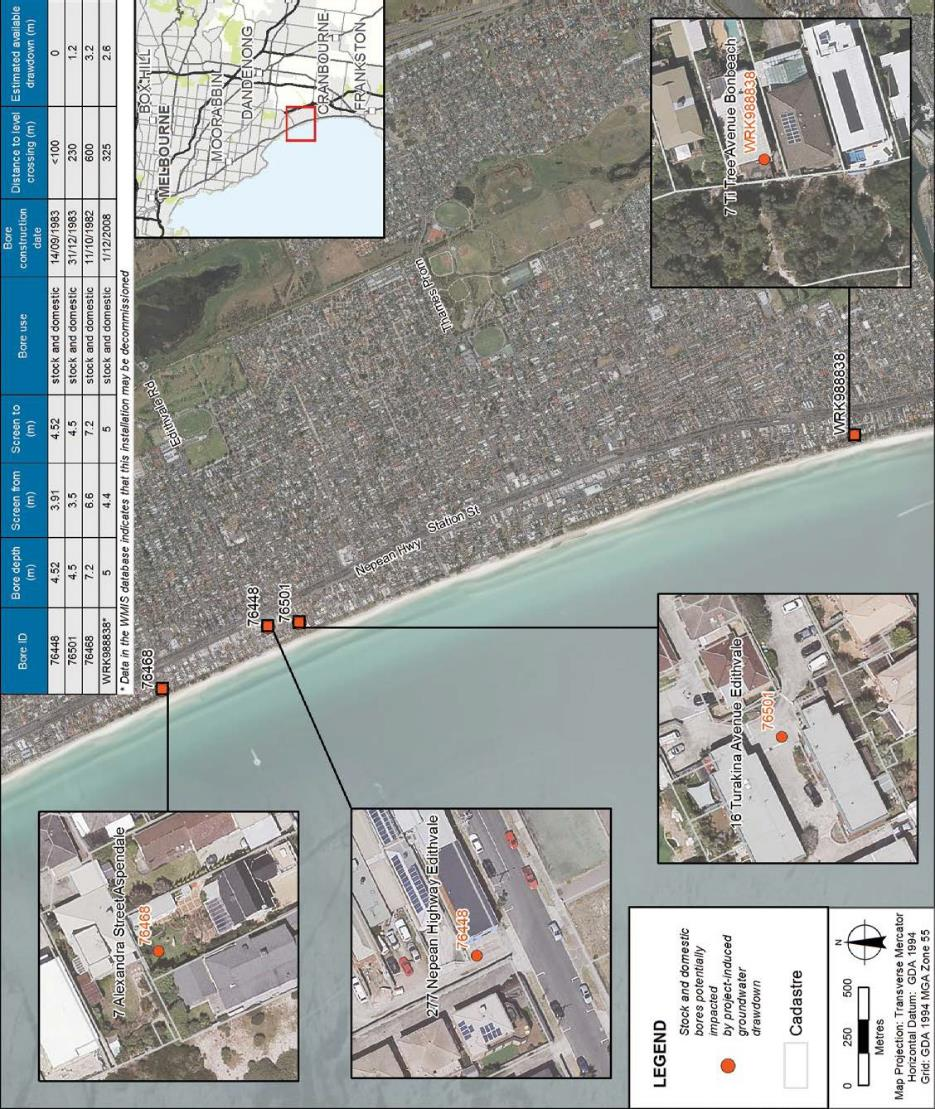 Bore ID	Bore depth (m)	Screen from (m)	Screen to (m)	Bore use	Bore construction date	Distance to level crossing (m)	Estimated available drawdown (m)
76448	4.52	3.91	4.52	stock and domestic	14/09/1983	<100	0
76501	4.5	3.5	4.5	stock and domestic	31/12/1983	230	1.2
76468	7.2	6.6	7.2	stock and domestic	11/10/1982	600	3.2
WRK988838*	5	4.4	5	stock and domestic	1/12/2008	325	2.6
* Data in the WMIS database indicates that this installation may be decommissioned
BOX HILL
MELBOURNE
MOORABBIN
DANDENONG
CRANBOURNE
FRANKSTON
76468
76448
76501
Edithvale Rd
Thames Prom
Nepean Hwy
Station St
WRK988838
7 Alexandra Street Aspendale
76468
277 Nepean Highway Edithvale
76448
16 Turakina Avenue Edithvale
76501
7 Ti Tree Avenue Bonbeach
WRK988838
LEGEND
Stock and domestic
bores potentially
impacted
by project-induced
groundwater
drawdown
Cadastre
0 250 500
Metres
N
Map Projection: Transverse Mercator
Horizontal Datum: GDA 1994
Grid: GDA 1994 MGA Zone 55